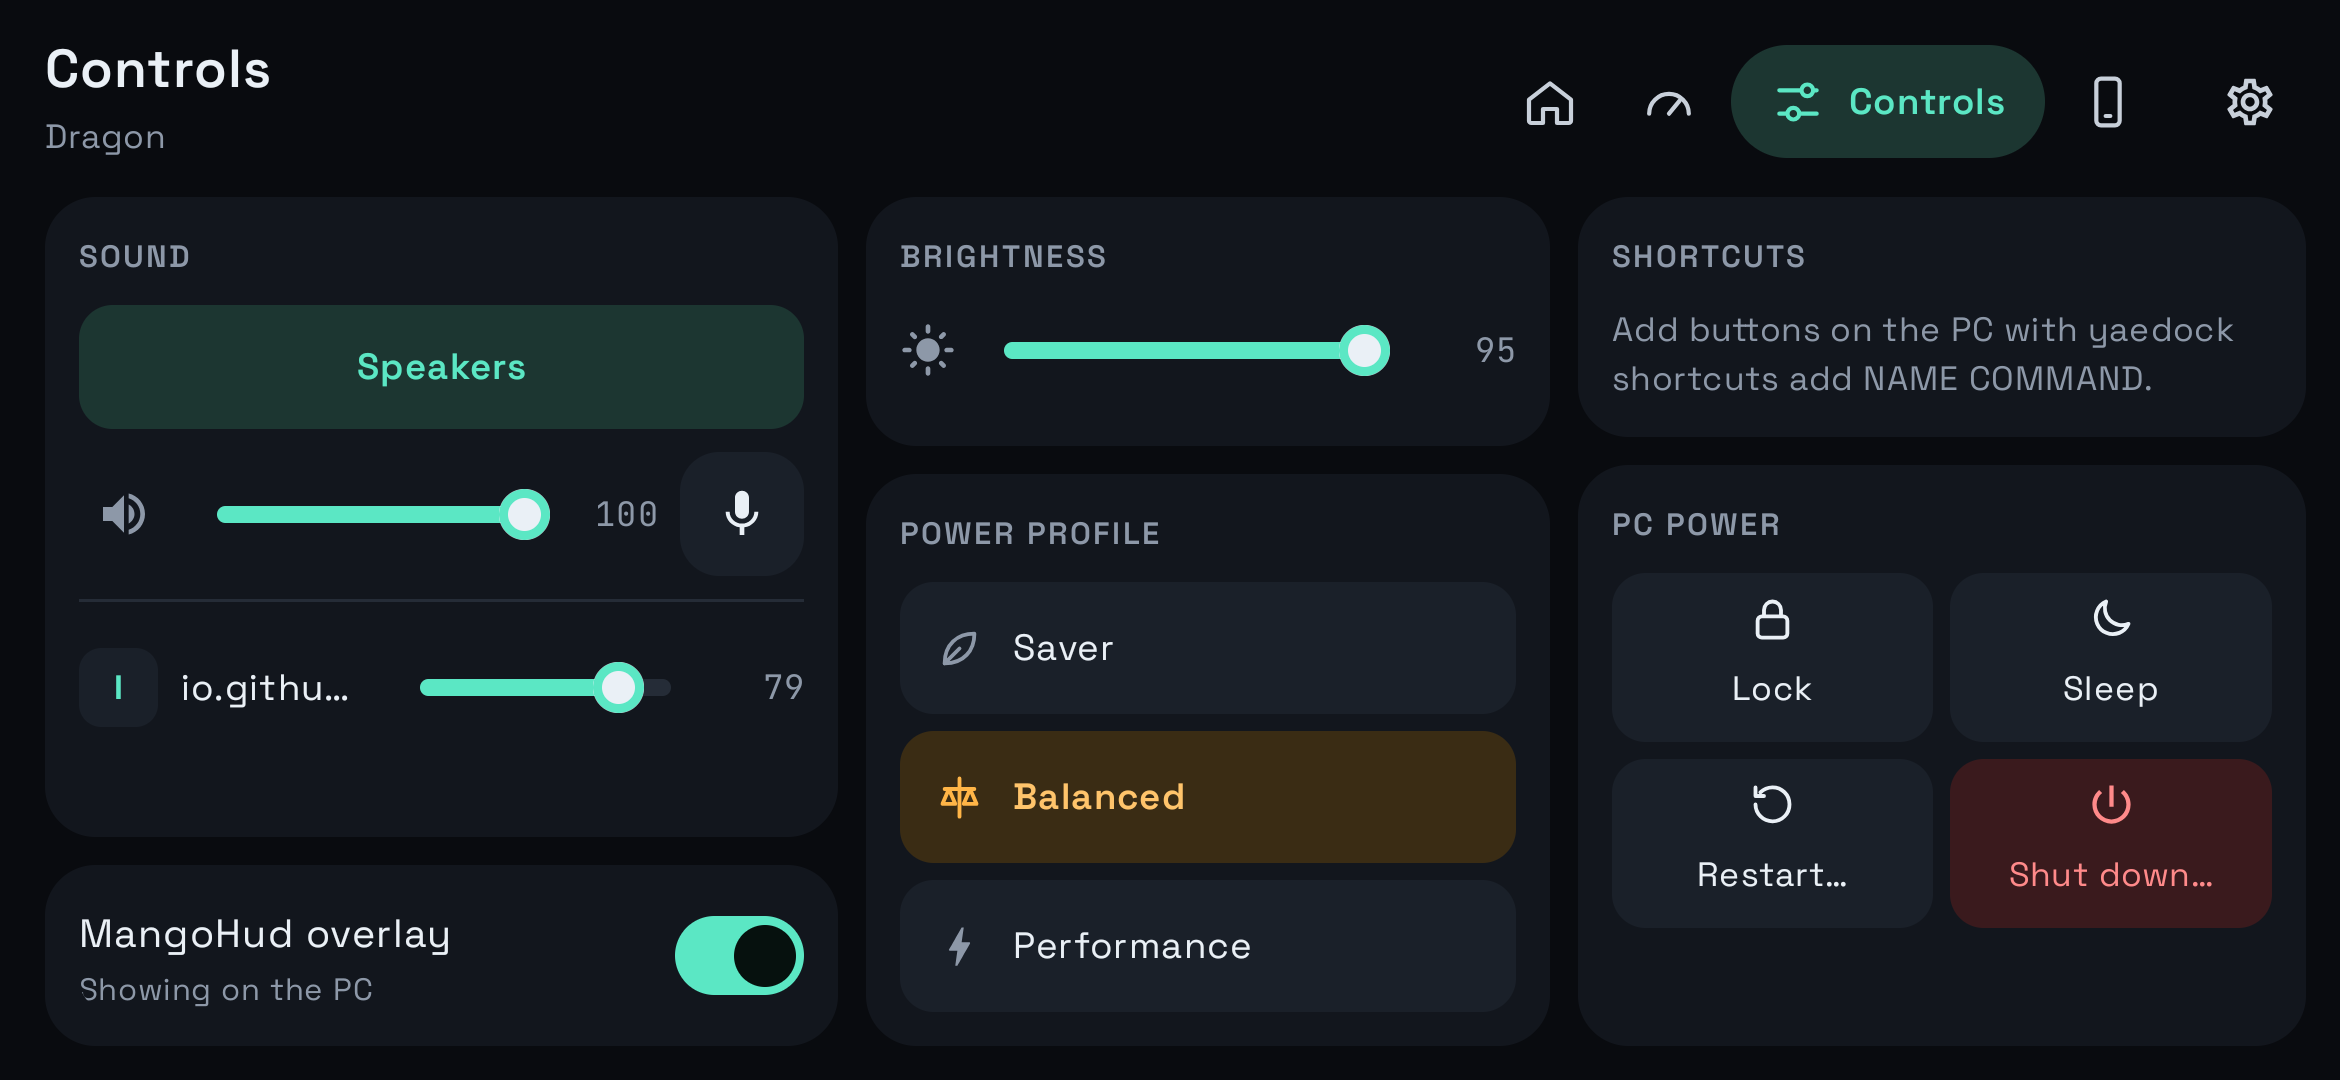 Controls
Dragon
Controls
SOUND
Speakers
100
I
io.githu…
79
MangoHud overlay
Showing on the PC
BRIGHTNESS
95
POWER PROFILE
Saver
Balanced
Performance
SHORTCUTS
Add buttons on the PC with yaedock
shortcuts add NAME COMMAND.
PC POWER
Lock
Sleep
Restart…
Shut down…